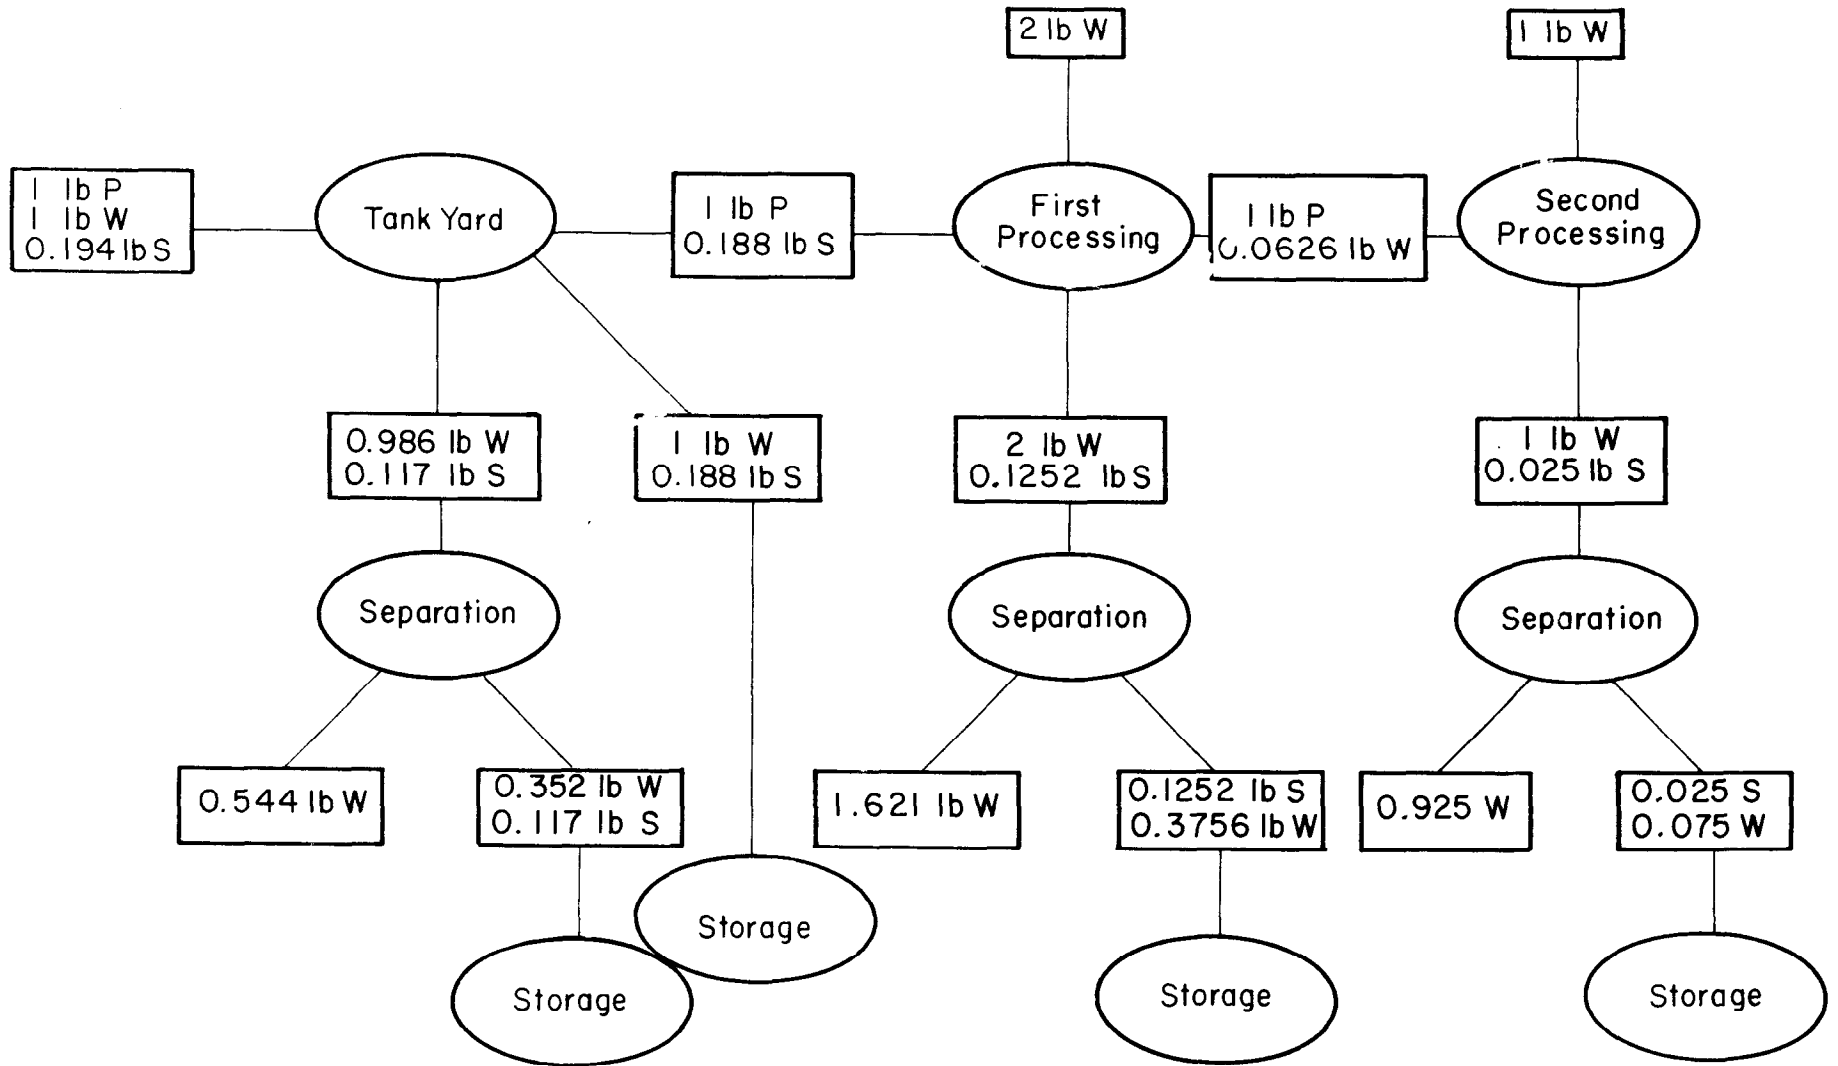 2 lb W
1 lb W
1 lb P
1 lb W
0.194 lb S
Tank Yard
1 lb P
0.188 lb S
First
Processing
1 lb P
0.0626 lb W
Second
Processing
0.986 lb W
0.117 lb S
1 lb W
0.188 lb S
2 lb W
0.1252 lb S
1 lb W
0.025 lb S
Separation
Separation
Separation
0.544 lb W
0.352 lb W
0.117 lb S
1.621 lb W
0.1252 lb S
0.3756 lb W
0.925 W
0.025 S
0.075 W
Storage
Storage
Storage
Storage